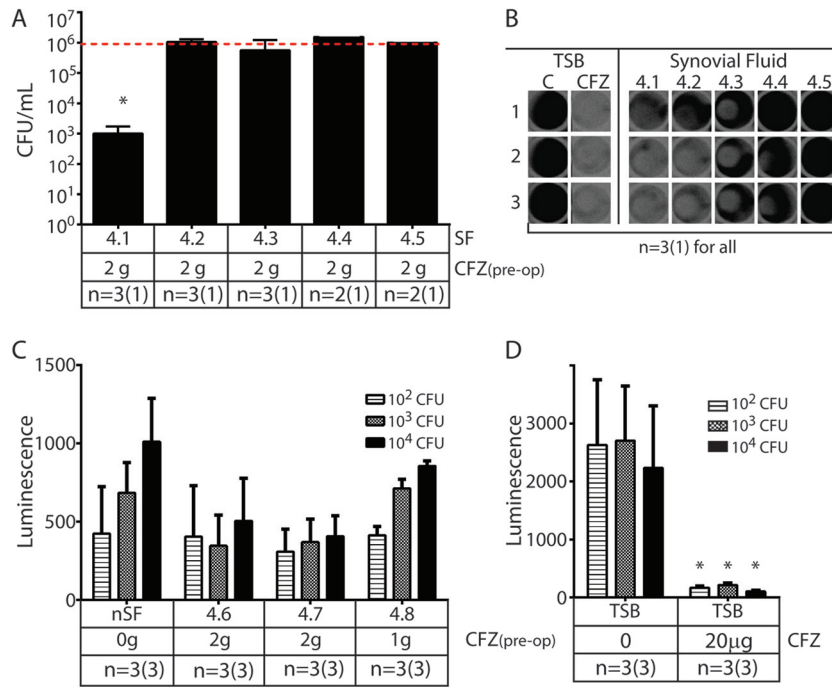 A
CFU/mL
10⁷
10⁶
10⁵
10⁴
10³
10²
10¹
10⁰
*
4.1 4.2 4.3 4.4 4.5 SF
2 g 2 g 2 g 2 g 2 g CFZ(pre-op)
n=3(1) n=3(1) n=3(1) n=2(1) n=2(1)
B
TSB Synovial Fluid
C CFZ 4.1 4.2 4.3 4.4 4.5
1
2
3
n=3(1) for all
C
Luminescence
1500
1000
500
0
10² CFU
10³ CFU
10⁴ CFU
nSF 4.6 4.7 4.8
0g 2g 2g 1g CFZ(pre-op)
n=3(3) n=3(3) n=3(3) n=3(3)
D
Luminescence
3000
2000
1000
0
10² CFU
10³ CFU
10⁴ CFU
* * *
TSB TSB
0 20µg CFZ
n=3(3) n=3(3)